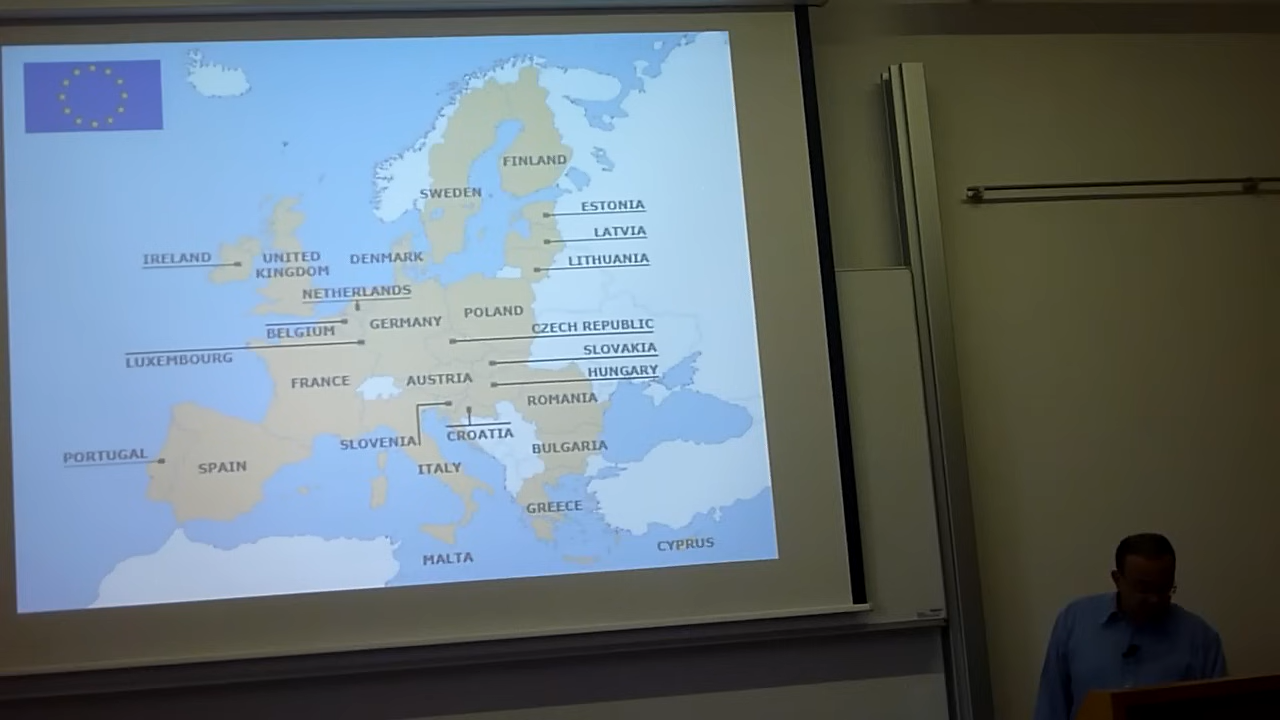 FINLAND
SWEDEN
ESTONIA
LATVIA
LITHUANIA
IRELAND
UNITED
KINGDOM
DENMARK
NETHERLANDS
POLAND
GERMANY
BELGIUM
CZECH REPUBLIC
LUXEMBOURG
SLOVAKIA
HUNGARY
FRANCE
AUSTRIA
ROMANIA
SLOVENIA
CROATIA
BULGARIA
PORTUGAL
SPAIN
ITALY
GREECE
MALTA
CYPRUS